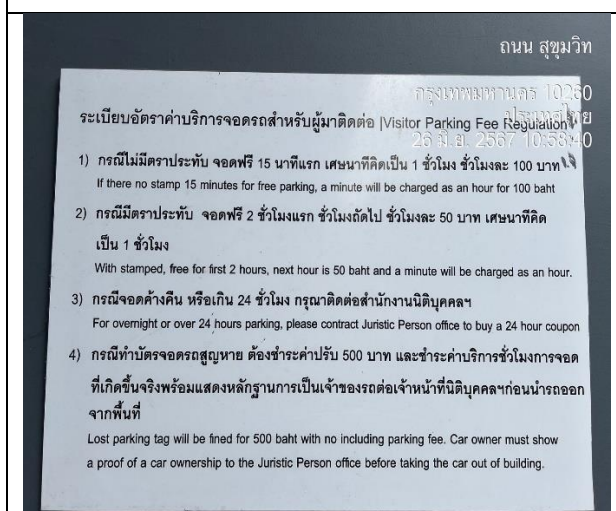 ถนน สุขุมวิท
กรุงเทพมหานคร 10260
ประเทศไทย
26 มิ.ย. 2567 10:58:40
ระเบียบอัตราค่าบริการจอดรถสำหรับผู้มาติดต่อ |Visitor Parking Fee Regulation
1) กรณีไม่มีตราประทับ จอดฟรี 15 นาทีแรก เศษนาทีคิดเป็น 1 ชั่วโมง ชั่วโมงละ 100 บาท
If there no stamp 15 minutes for free parking, a minute will be charged as an hour for 100 baht
2) กรณีมีตราประทับ จอดฟรี 2 ชั่วโมงแรก ชั่วโมงถัดไป ชั่วโมงละ 50 บาท เศษนาทีคิด
เป็น 1 ชั่วโมง
With stamped, free for first 2 hours, next hour is 50 baht and a minute will be charged as an hour.
3) กรณีจอดค้างคืน หรือเกิน 24 ชั่วโมง กรุณาติดต่อสำนักงานนิติบุคคลฯ
For overnight or over 24 hours parking, please contract Juristic Person office to buy a 24 hour coupon
4) กรณีทำบัตรจอดรถสูญหาย ต้องชำระค่าปรับ 500 บาท และชำระค่าบริการชั่วโมงการจอด
ที่เกิดขึ้นจริงพร้อมแสดงหลักฐานการเป็นเจ้าของรถต่อเจ้าหน้าที่นิติบุคคลฯก่อนนำรถออก
จากพื้นที่
Lost parking tag will be fined for 500 baht with no including parking fee. Car owner must show
a proof of a car ownership to the Juristic Person office before taking the car out of building.